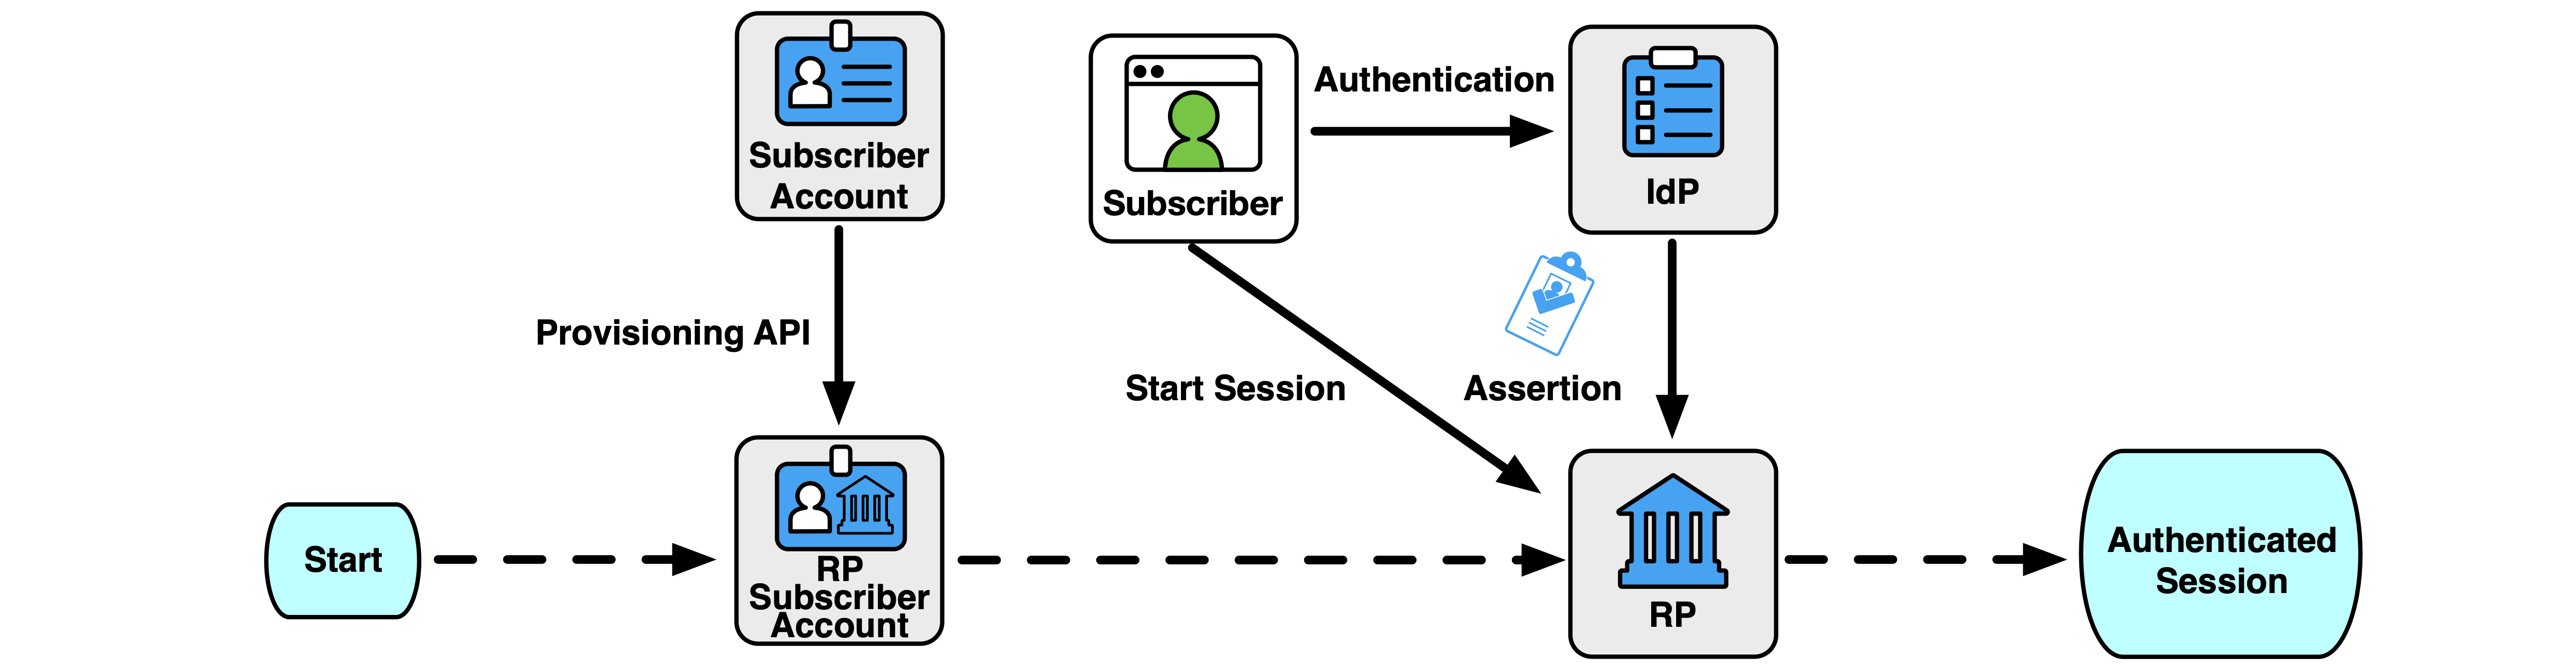 Subscriber
Account
Subscriber
Authentication
IdP
Provisioning API
Start Session
Assertion
Start
RP
Subscriber
Account
RP
Authenticated
Session